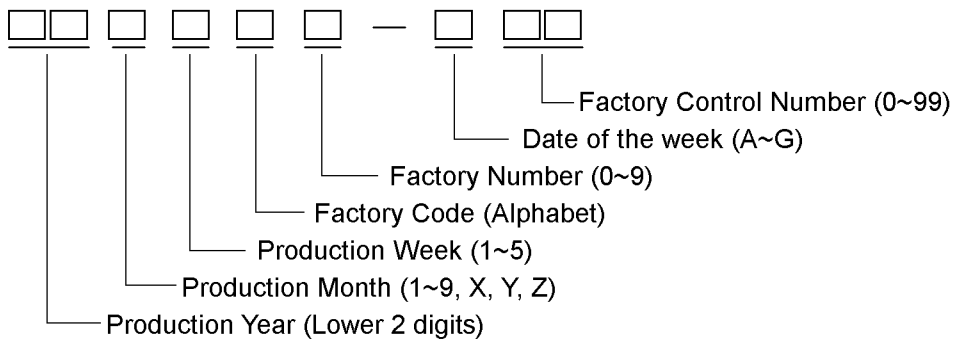 Factory Control Number (0~99)
Date of the week (A~G)
Factory Number (0~9)
Factory Code (Alphabet)
Production Week (1~5)
Production Month (1~9, X, Y, Z)
Production Year (Lower 2 digits)